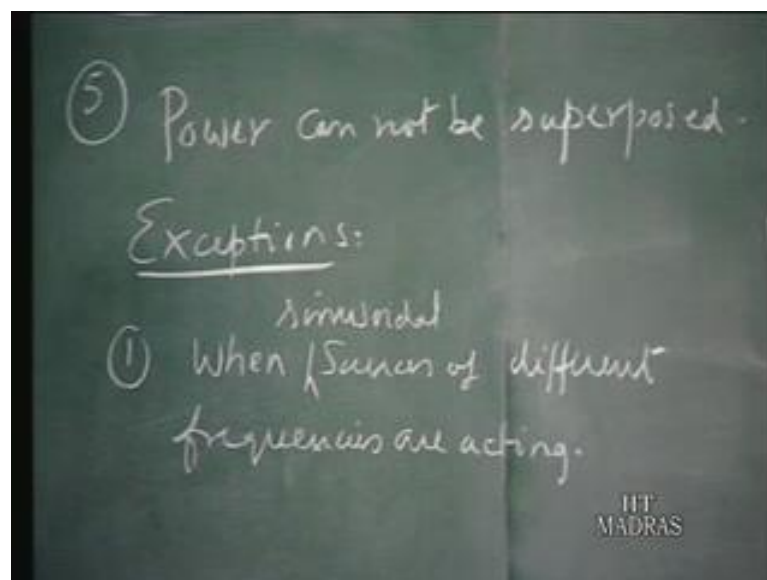 ⑤ Power can not be superposed.
Exceptions:
sinusoidal
① When Sources of different
frequencies are acting.
IIT
MADRAS